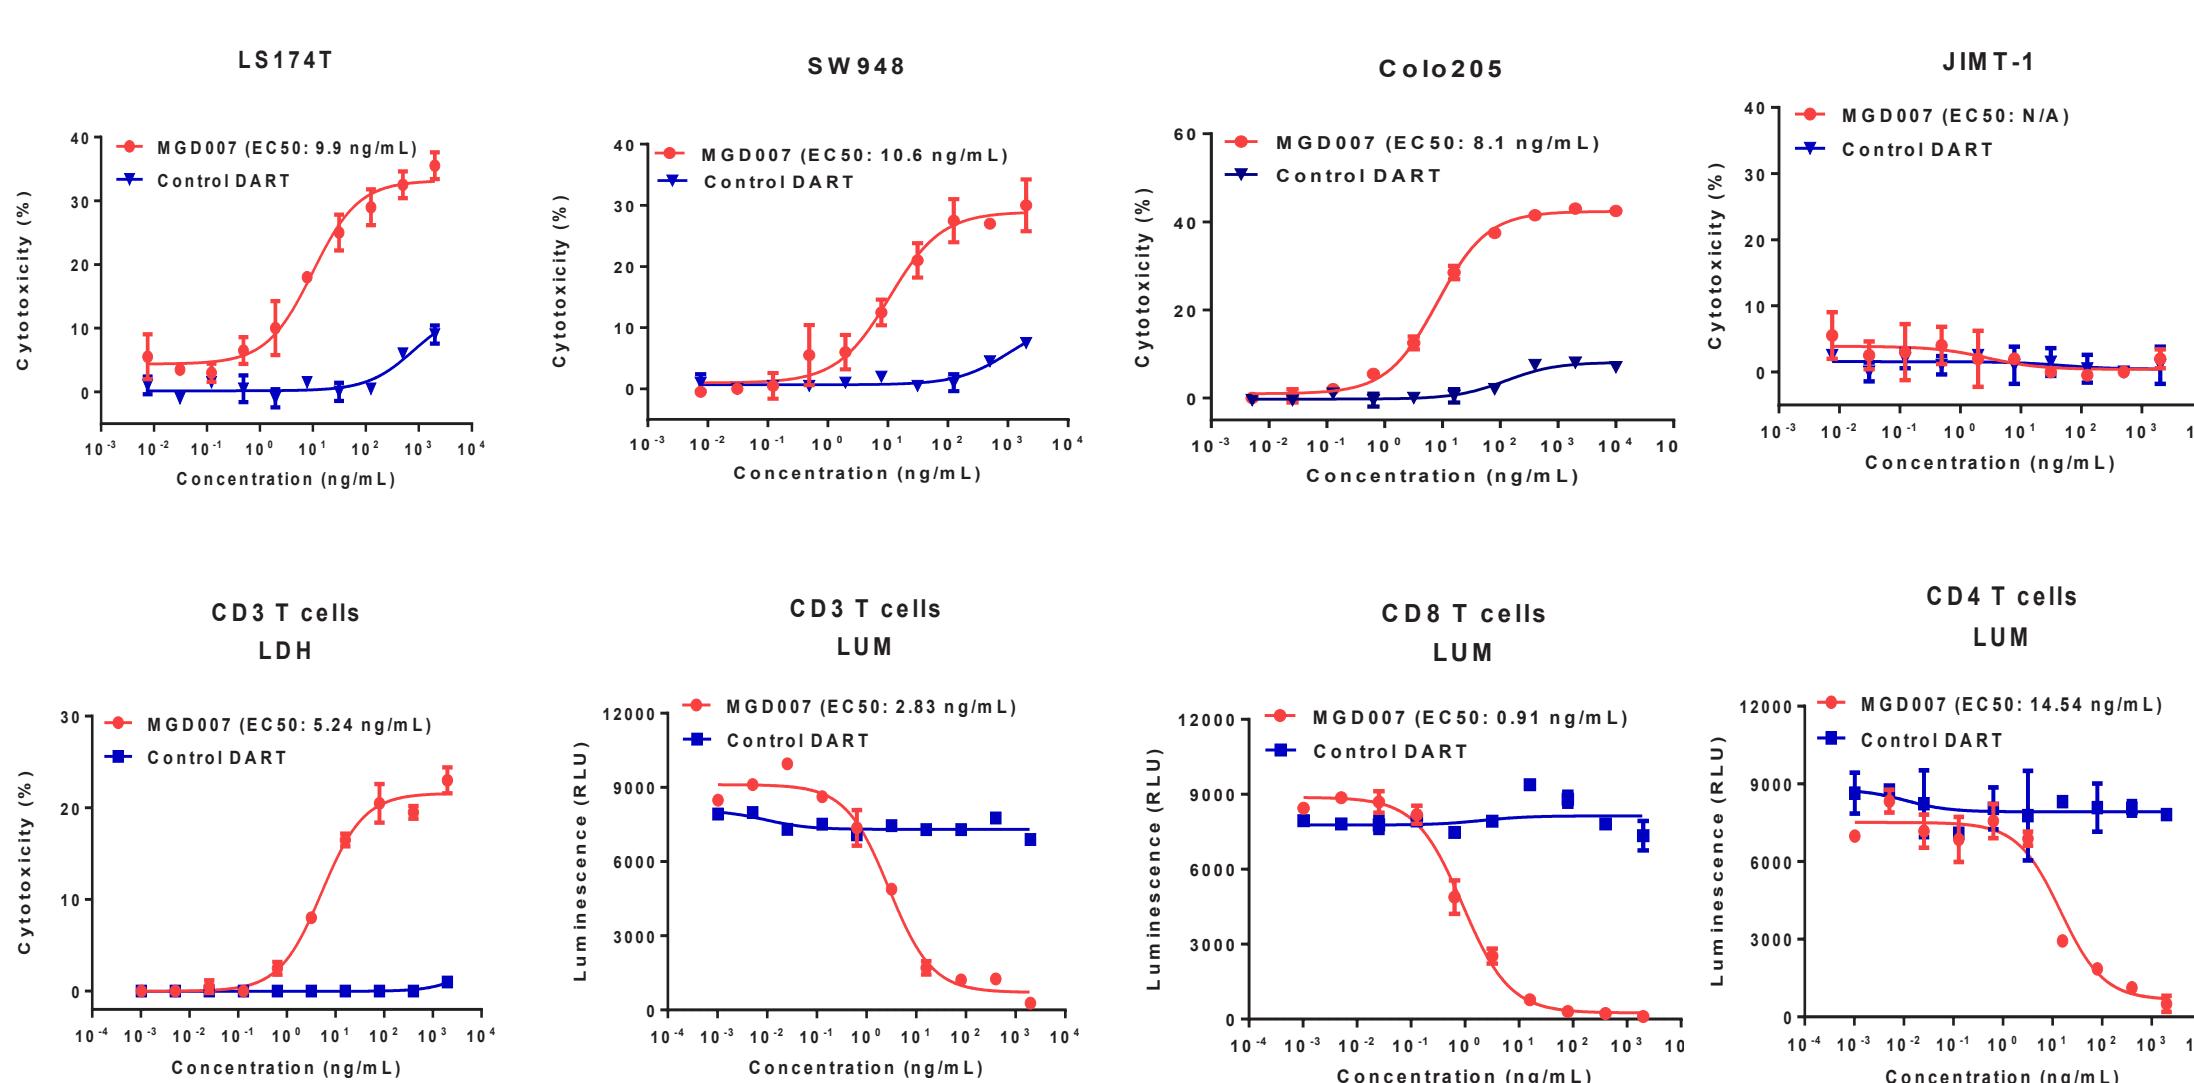 LS174T
40
30
20
10
0
Cytotoxicity (%)
MGD007 (EC50: 9.9 ng/mL)
Control DART
10-3 10-2 10-1 100 101 102 103 104
Concentration (ng/mL)
SW948
40
30
20
10
0
Cytotoxicity (%)
MGD007 (EC50: 10.6 ng/mL)
Control DART
10-3 10-2 10-1 100 101 102 103 104
Concentration (ng/mL)
Colo205
60
40
20
0
Cytotoxicity (%)
MGD007 (EC50: 8.1 ng/mL)
Control DART
10-3 10-2 10-1 100 101 102 103 10
Concentration (ng/mL)
JIMT-1
40
30
20
10
0
Cytotoxicity (%)
MGD007 (EC50: N/A)
Control DART
10-3 10-2 10-1 100 101 102 103
Concentration (ng/mL)
CD3 T cells
LDH
30
20
10
0
Cytotoxicity (%)
MGD007 (EC50: 5.24 ng/mL)
Control DART
10-4 10-3 10-2 10-1 100 101 102 103 104
Concentration (ng/mL)
CD3 T cells
LUM
12000
9000
6000
3000
0
Luminescence (RLU)
MGD007 (EC50: 2.83 ng/mL)
Control DART
10-4 10-3 10-2 10-1 100 101 102 103 104
Concentration (ng/mL)
CD8 T cells
LUM
12000
9000
6000
3000
0
Luminescence (RLU)
MGD007 (EC50: 0.91 ng/mL)
Control DART
10-4 10-3 10-2 10-1 100 101 102 103 10
Concentration (ng/mL)
CD4 T cells
LUM
12000
9000
6000
3000
0
Luminescence (RLU)
MGD007 (EC50: 14.54 ng/mL)
Control DART
10-4 10-3 10-2 10-1 100 101 102 103
Concentration (ng/mL)